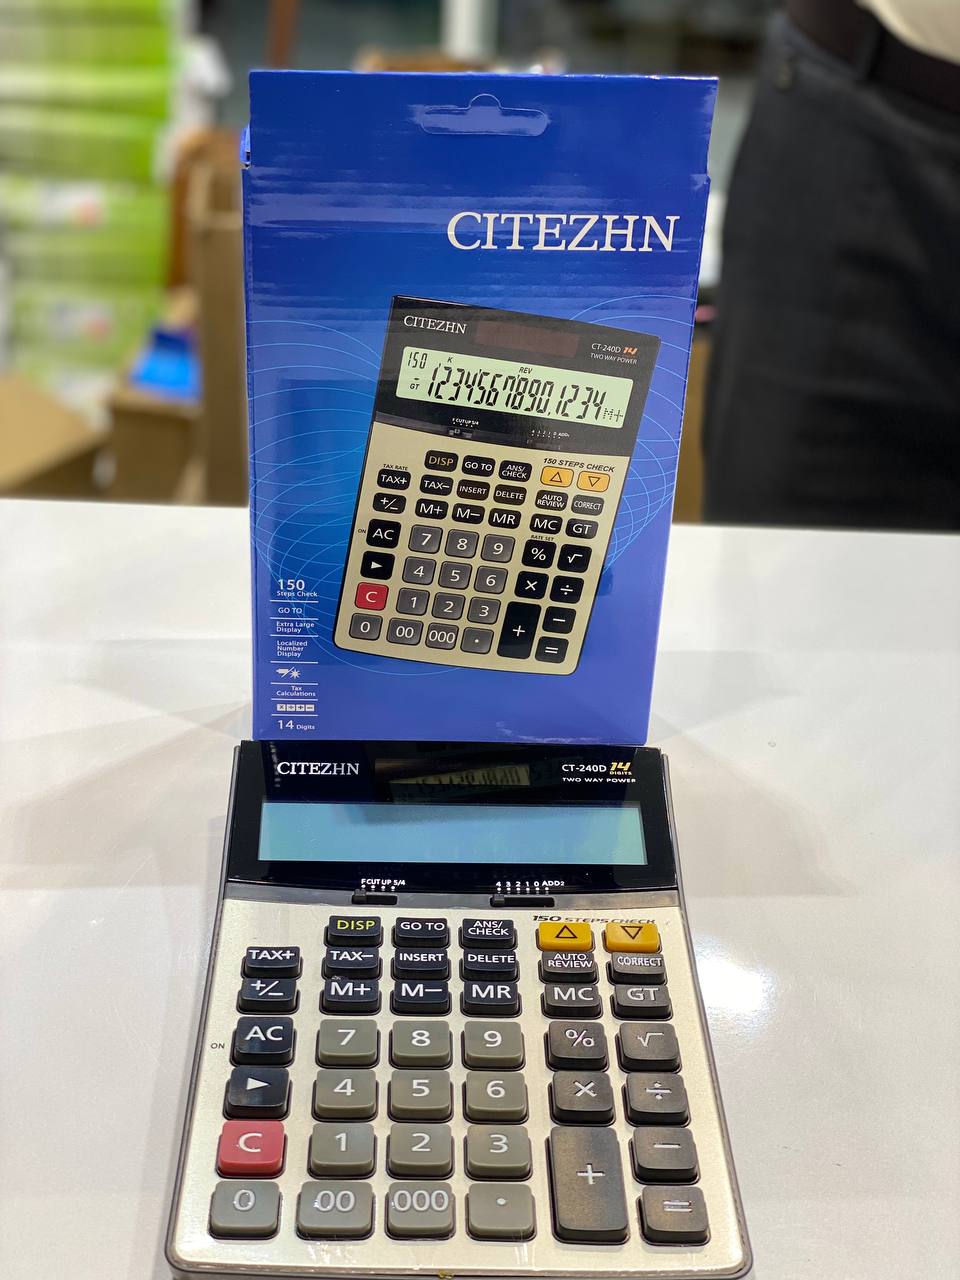 CITEZHN
CITEZHN
CT-240D 14
TWO WAY POWER
150 K REV
GT 12345678901234 M+
F CUT UP 5/4
4 3 2 1 0 ADD2
150 STEPS CHECK
DISP GO TO ANS/CHECK △ ▽
TAX RATE
TAX+ TAX− INSERT DELETE AUTO REVIEW CORRECT
+/− M+ M− MR MC GT
RATE SET
ON AC 7 8 9 % √
▶ 4 5 6 × ÷
C 1 2 3 + −
0 00 000 · =
150
Steps Check
GO TO
Extra Large
Display
Localized
Number
Display
Tax
Calculations
× ÷ + −
14 Digits
CITEZHN
CT-240D 14
DIGITS
TWO WAY POWER
F CUT UP 5/4
4 3 2 1 0 ADD2
150 STEPS CHECK
DISP GO TO ANS/CHECK △ ▽
TAX+ TAX− INSERT DELETE AUTO REVIEW CORRECT
+/− M+ M− MR MC GT
ON AC 7 8 9 % √
▶ 4 5 6 × ÷
C 1 2 3 + −
0 00 000 · =